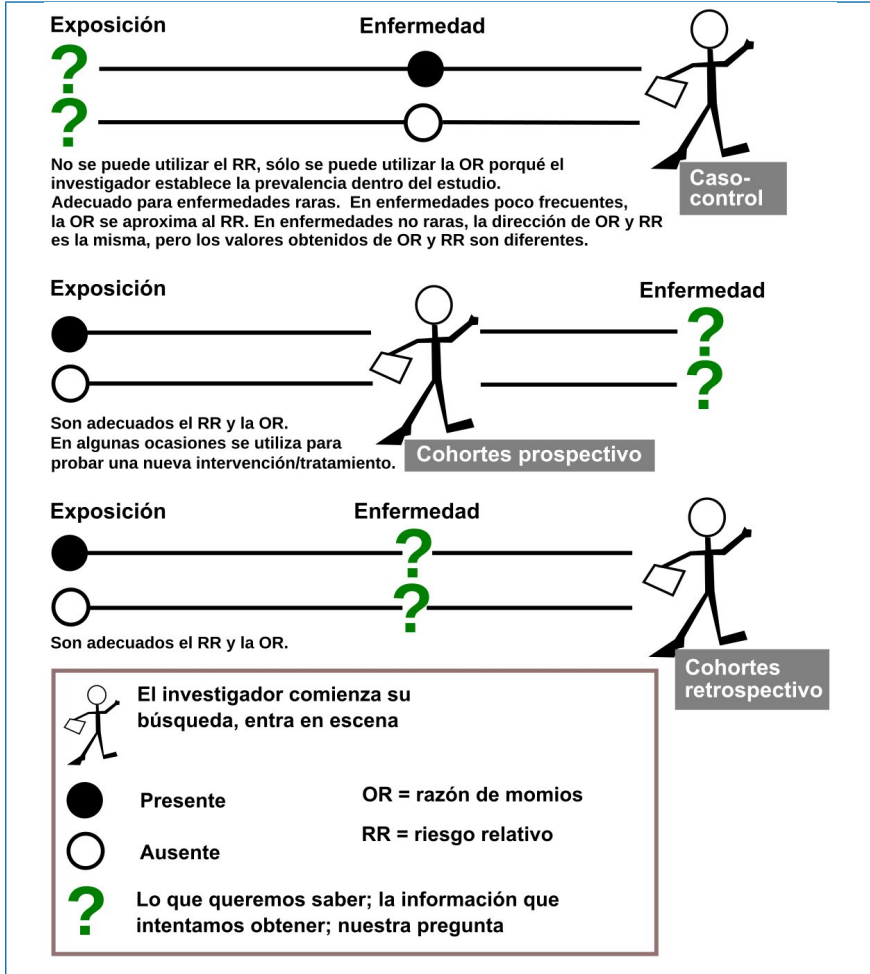 Exposición
Enfermedad
?
?
No se puede utilizar el RR, sólo se puede utilizar la OR porqué el
investigador establece la prevalencia dentro del estudio.
Adecuado para enfermedades raras.  En enfermedades poco frecuentes,
la OR se aproxima al RR. En enfermedades no raras, la dirección de OR y RR
es la misma, pero los valores obtenidos de OR y RR son diferentes.
Caso-
control
Exposición
Enfermedad
?
?
Son adecuados el RR y la OR.
En algunas ocasiones se utiliza para
probar una nueva intervención/tratamiento.
Cohortes prospectivo
Exposición
Enfermedad
?
?
Son adecuados el RR y la OR.
Cohortes
retrospectivo
El investigador comienza su
búsqueda, entra en escena
Presente
OR = razón de momios
Ausente
RR = riesgo relativo
?
Lo que queremos saber; la información que
intentamos obtener; nuestra pregunta